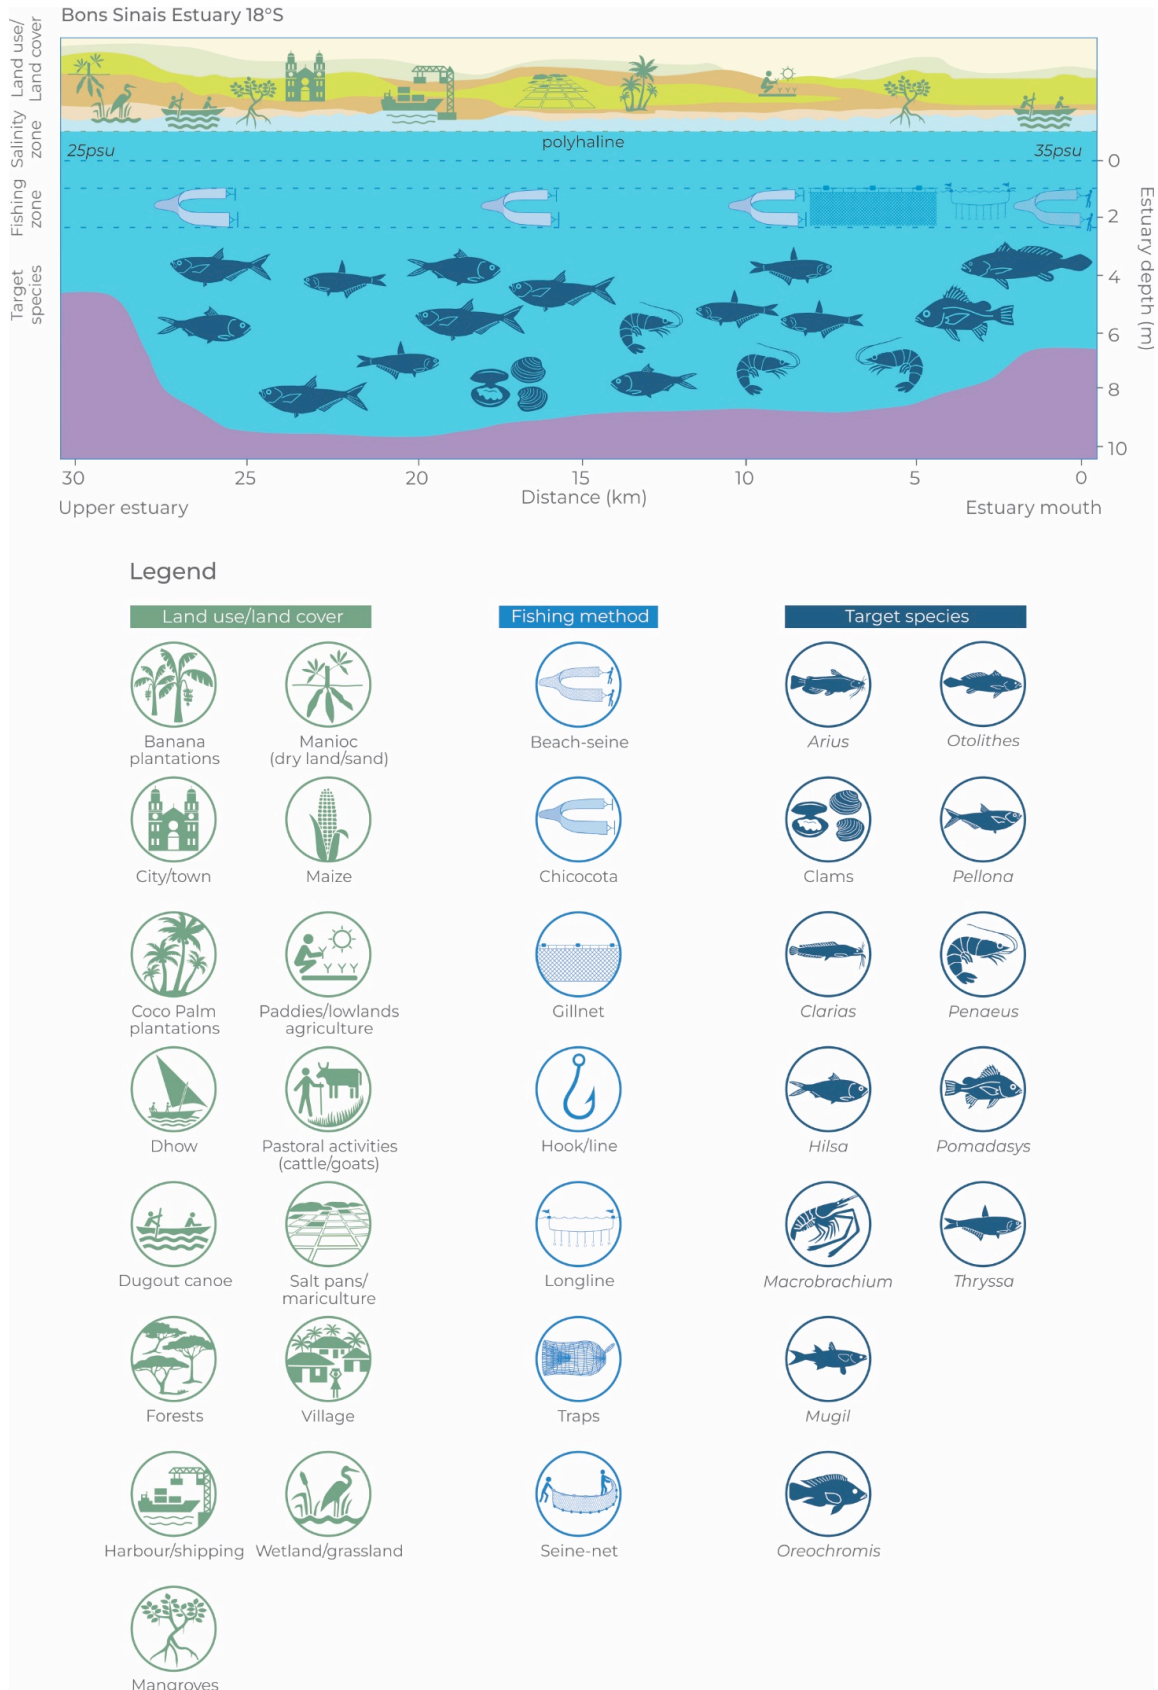 Bons Sinais Estuary 18°S
Land use/
Land cover
Salinity
zone
Fishing
zone
Target
species
polyhaline
25psu
35psu
0
2
4
6
8
10
Estuary depth (m)
30
25
20
15
10
5
0
Distance (km)
Upper estuary
Estuary mouth
Legend
Land use/land cover
Fishing method
Target species
Banana
plantations
Manoc
(dry land/sand)
Beach-seine
Arius
Otolithes
City/town
Maize
Chicocota
Clams
Pellona
Coco Palm
plantations
Paddies/lowlands
agriculture
Gillnet
Clarias
Penaeus
Dhow
Pastoral activities
(cattle/goats)
Hook/line
Hilsa
Pomadasys
Dugout canoe
Salt pans/
mariculture
Longline
Macrobrachium
Thryssa
Forests
Village
Traps
Mugil
Harbour/shipping
Wetland/grassland
Seine-net
Oreochromis
Mangroves